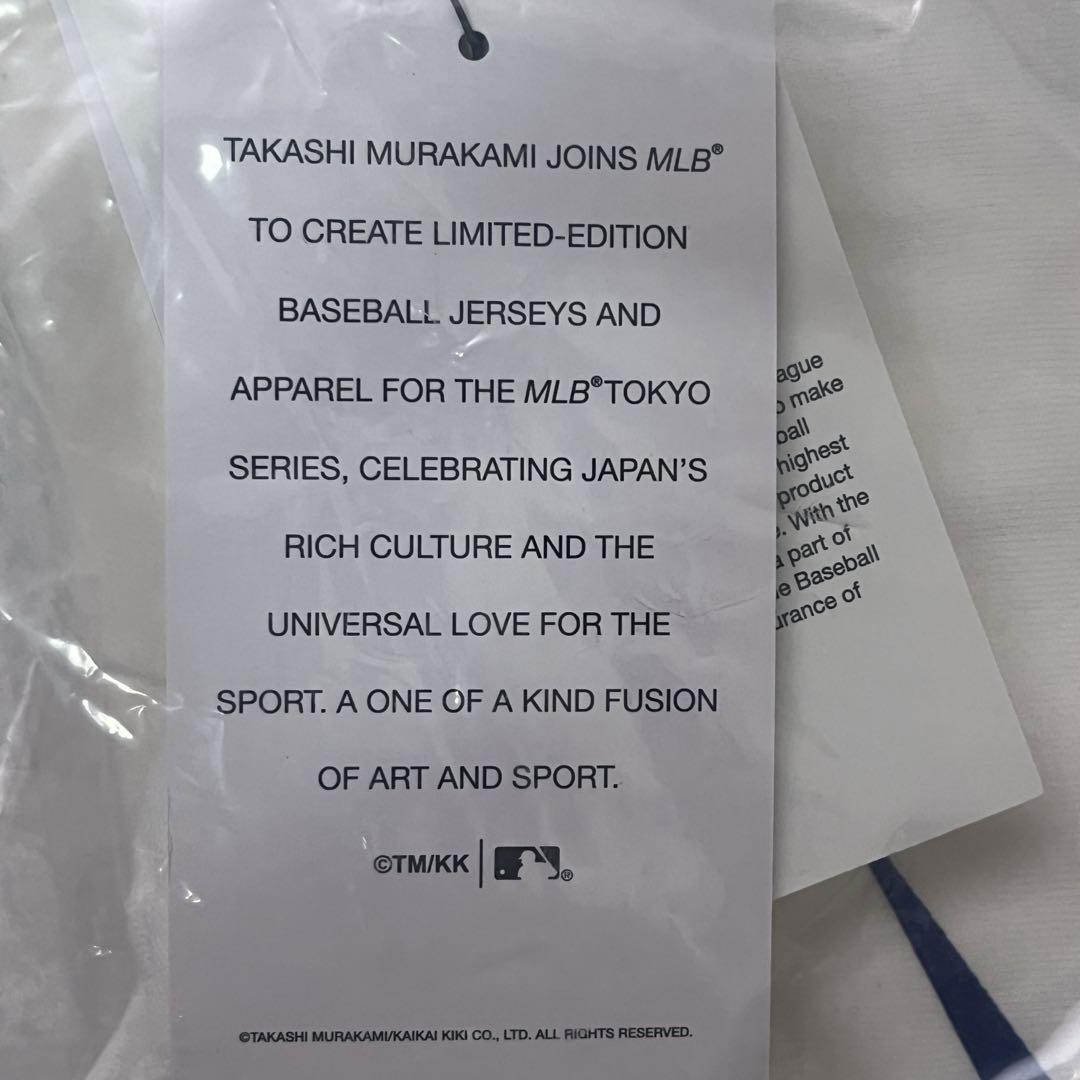 TAKASHI MURAKAMI JOINS MLB®
TO CREATE LIMITED-EDITION
BASEBALL JERSEYS AND
APPAREL FOR THE MLB® TOKYO
SERIES, CELEBRATING JAPAN'S
RICH CULTURE AND THE
UNIVERSAL LOVE FOR THE
SPORT. A ONE OF A KIND FUSION
OF ART AND SPORT.
©TM/KK
®
©TAKASHI MURAKAMI/KAIKAI KIKI CO., LTD. ALL RIGHTS RESERVED.
ague
make
ball
highest
product
. With the
part of
e Baseball
urance of